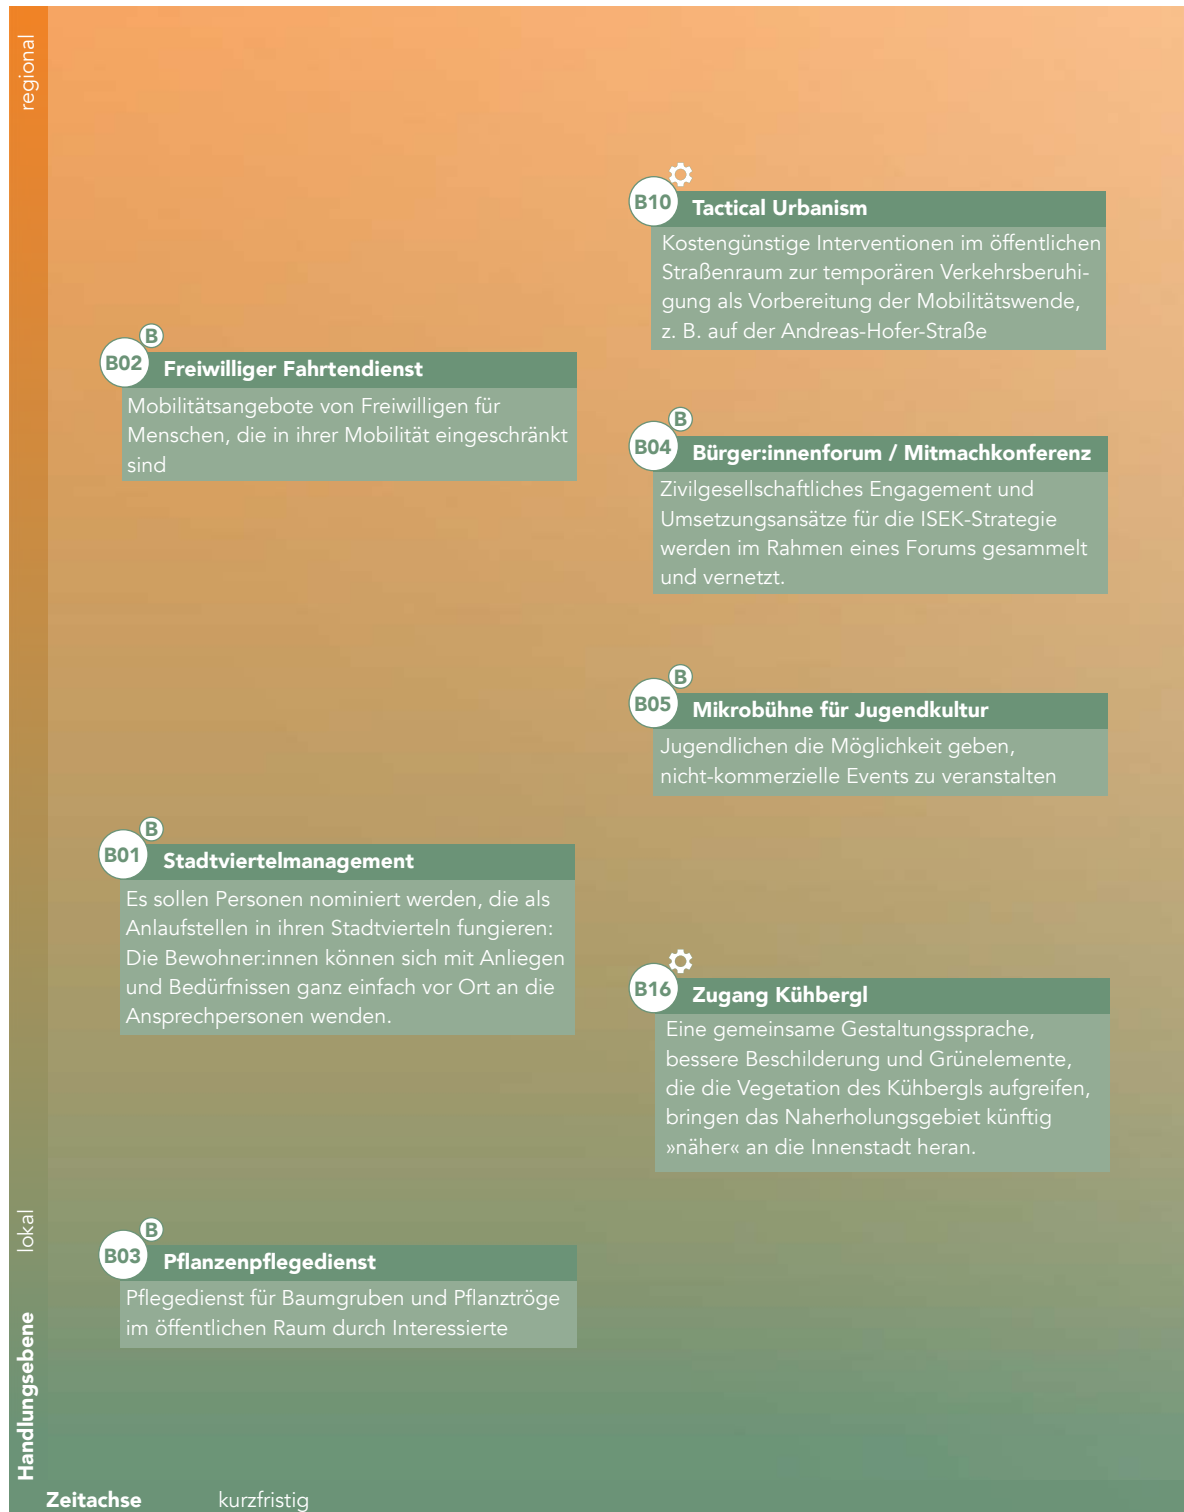 regional
B10
Tactical Urbanism
Kostengünstige Interventionen im öffentlichen
Straßenraum zur temporären Verkehrsberuhi-
gung als Vorbereitung der Mobilitätswende,
z. B. auf der Andreas-Hofer-Straße
B
B02
Freiwilliger Fahrtendienst
Mobilitätsangebote von Freiwilligen für
Menschen, die in ihrer Mobilität eingeschränkt
sind
B
B04
Bürger:innenforum / Mitmachkonferenz
Zivilgesellschaftliches Engagement und
Umsetzungsansätze für die ISEK-Strategie
werden im Rahmen eines Forums gesammelt
und vernetzt.
B
B05
Mikrobühne für Jugendkultur
Jugendlichen die Möglichkeit geben,
nicht-kommerzielle Events zu veranstalten
B
B01
Stadtviertelmanagement
Es sollen Personen nominiert werden, die als
Anlaufstellen in ihren Stadtvierteln fungieren:
Die Bewohner:innen können sich mit Anliegen
und Bedürfnissen ganz einfach vor Ort an die
Ansprechpersonen wenden.
B16
Zugang Kühbergl
Eine gemeinsame Gestaltungssprache,
bessere Beschilderung und Grünelemente,
die die Vegetation des Kühbergls aufgreifen,
bringen das Naherholungsgebiet künftig
»näher« an die Innenstadt heran.
lokal
B
B03
Pflanzenpflegedienst
Pflegedienst für Baumgruben und Pflanztröge
im öffentlichen Raum durch Interessierte
Handlungsebene
Zeitachse kurzfristig